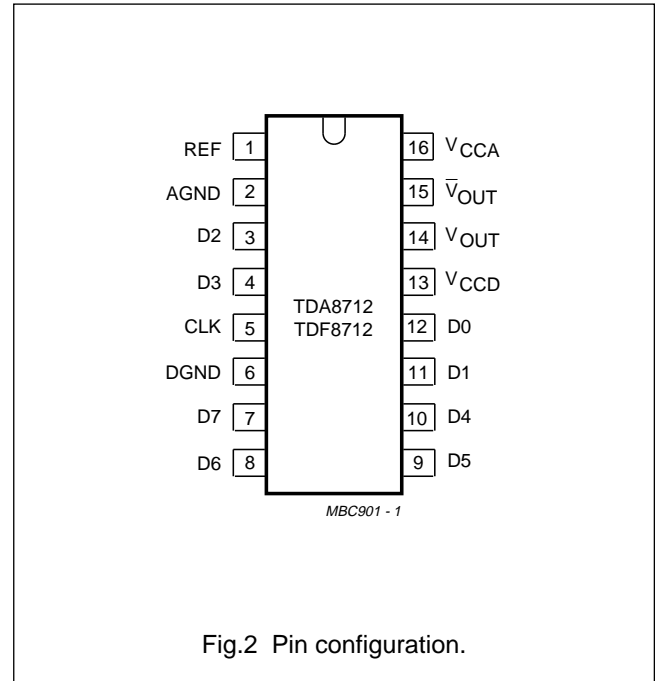 REF 1 16 VCCA
AGND 2 15 V̅OUT
D2 3 14 VOUT
D3 4 13 VCCD
TDA8712
TDF8712
CLK 5 12 D0
DGND 6 11 D1
D7 7 10 D4
D6 8 9 D5
MBC901 - 1
Fig.2 Pin configuration.